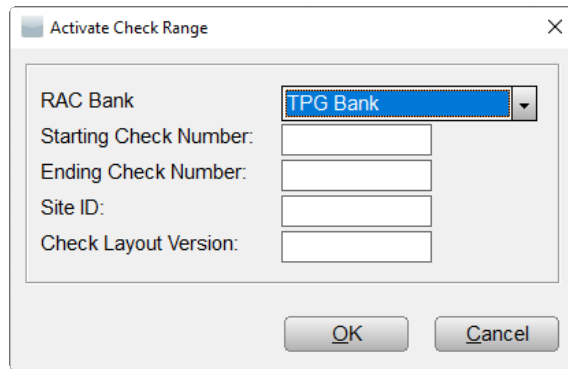 Activate Check Range
RAC Bank TPG Bank
Starting Check Number:
Ending Check Number:
Site ID:
Check Layout Version:
OK Cancel